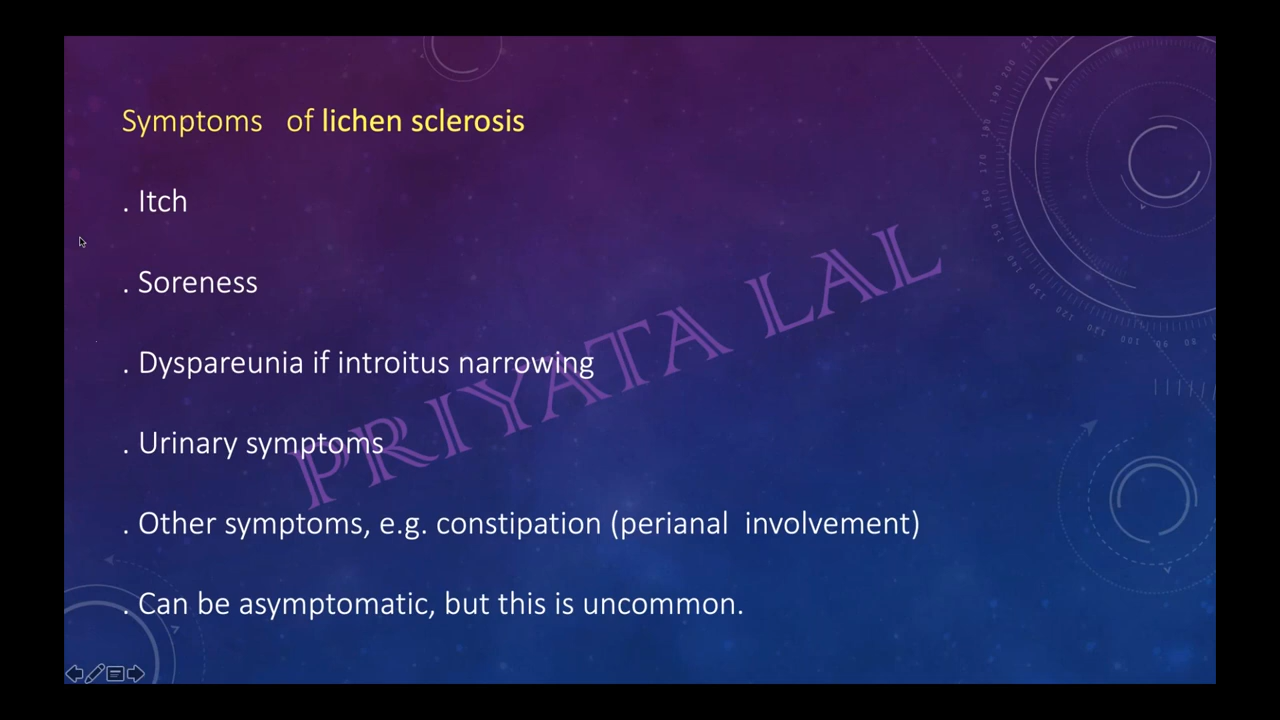 Symptoms of lichen sclerosis
. Itch
. Soreness
. Dyspareunia if introitus narrowing
. Urinary symptoms
. Other symptoms, e.g. constipation (perianal involvement)
. Can be asymptomatic, but this is uncommon.
PRIYATA LAL